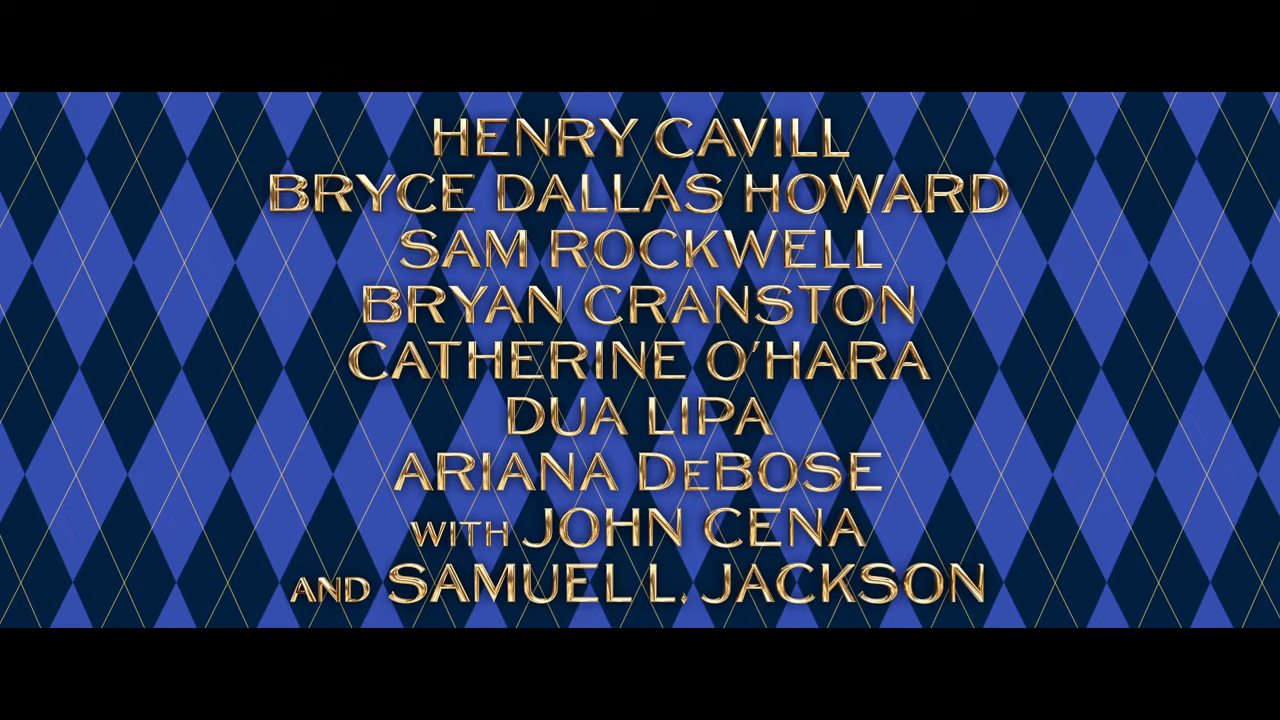 HENRY CAVILL
BRYCE DALLAS HOWARD
SAM ROCKWELL
BRYAN CRANSTON
CATHERINE O'HARA
DUA LIPA
ARIANA DEBOSE
WITH JOHN CENA
AND SAMUEL L. JACKSON